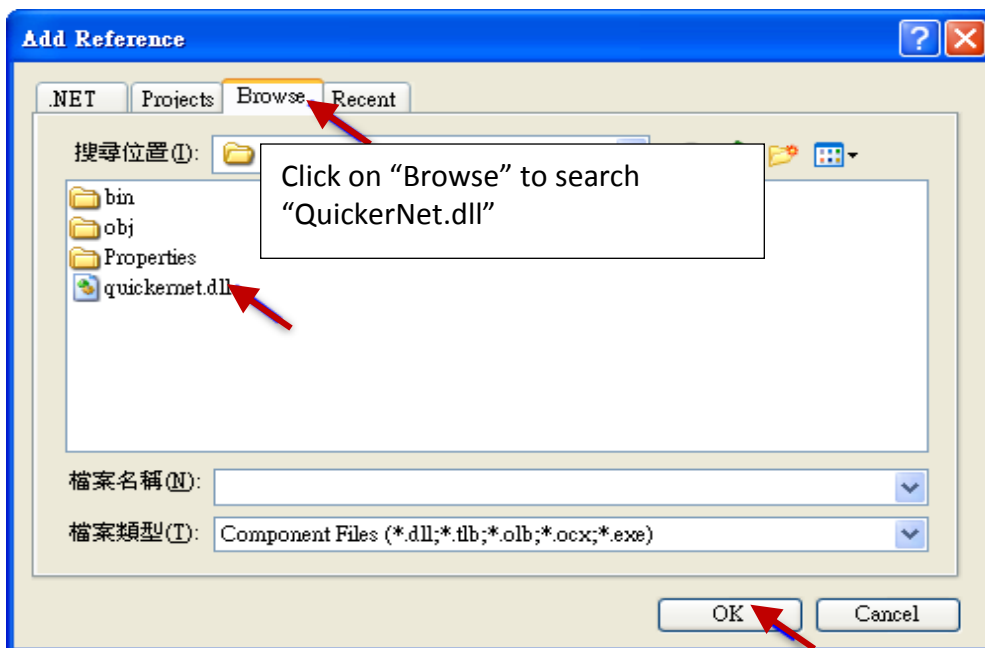 Add Reference
.NET Projects Browse Recent
搜尋位置(I):
Click on “Browse” to search
“QuickerNet.dll”
bin
obj
Properties
quickernet.dll
檔案名稱(N):
檔案類型(T): Component Files (*.dll;*.tlb;*.olb;*.ocx;*.exe)
OK Cancel